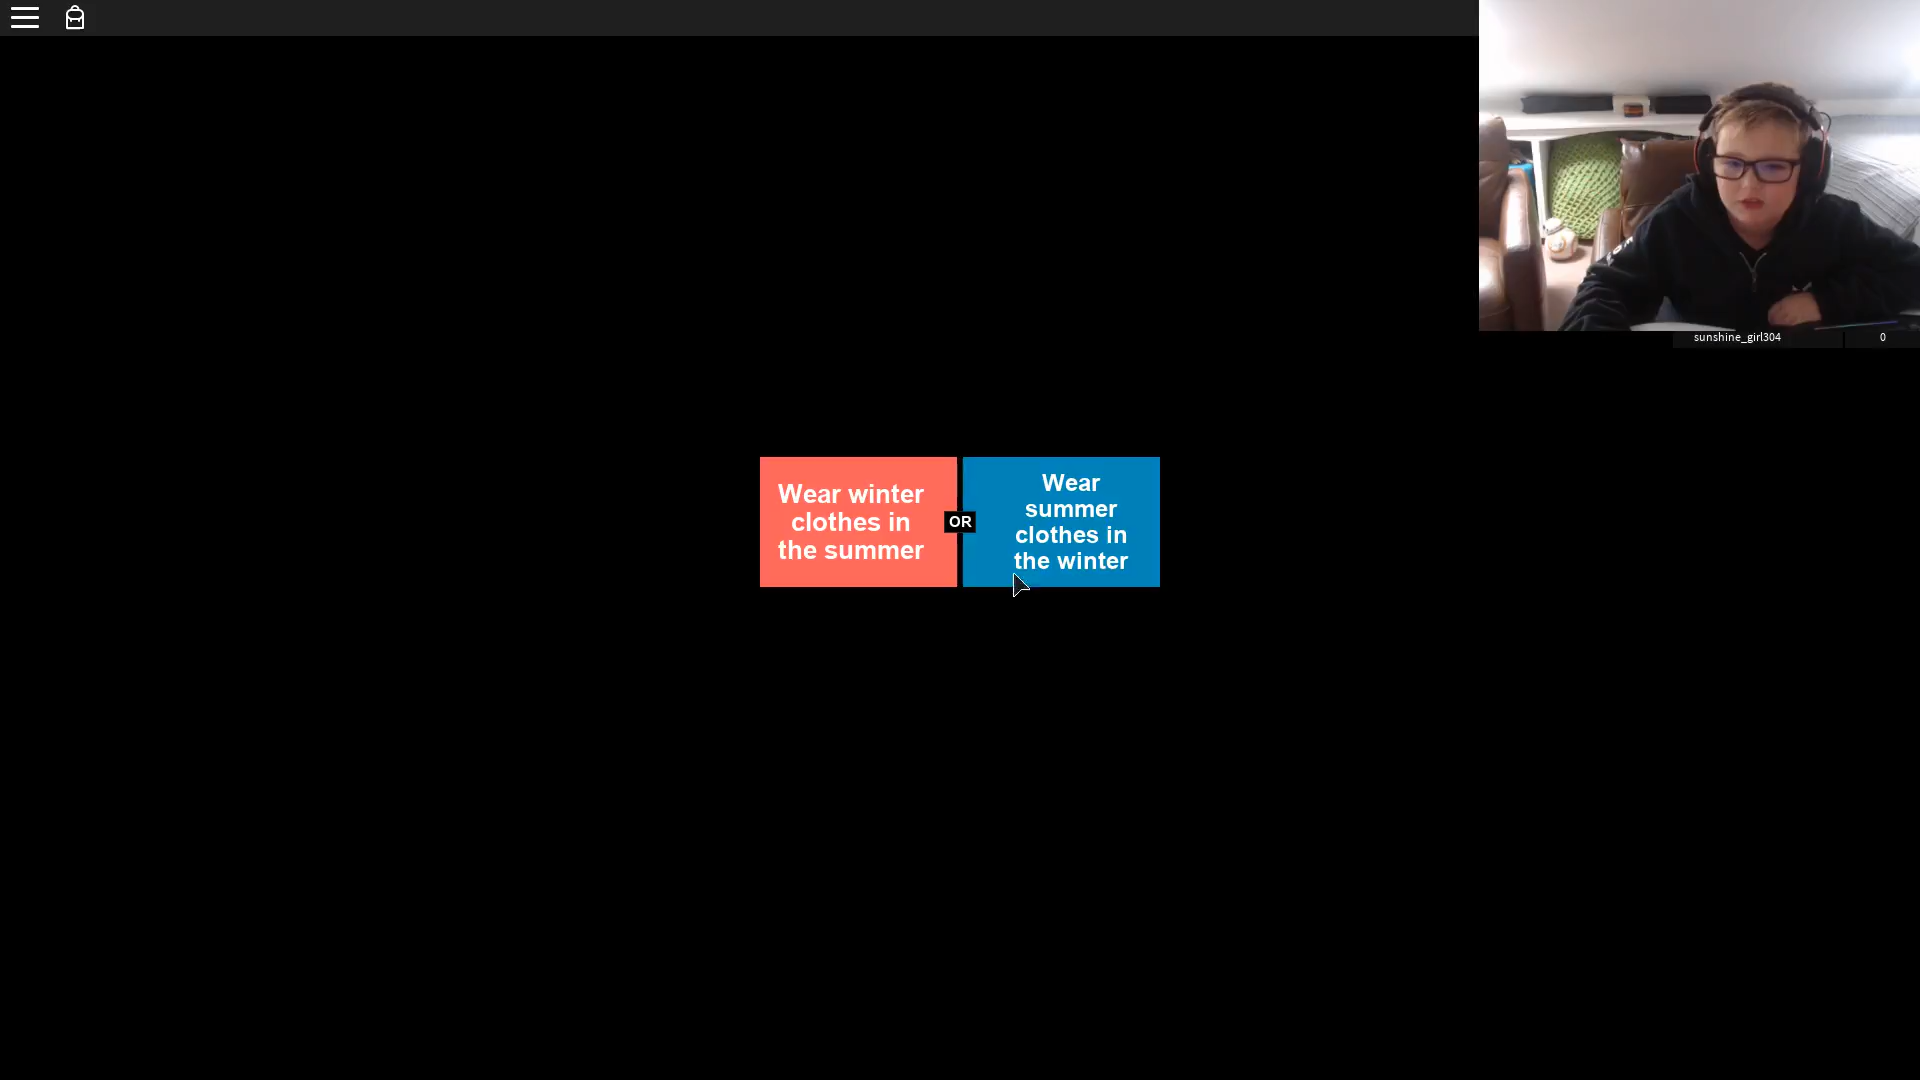 sunshine_girl304 0
Wear winter
clothes in
the summer
OR
Wear
summer
clothes in
the winter